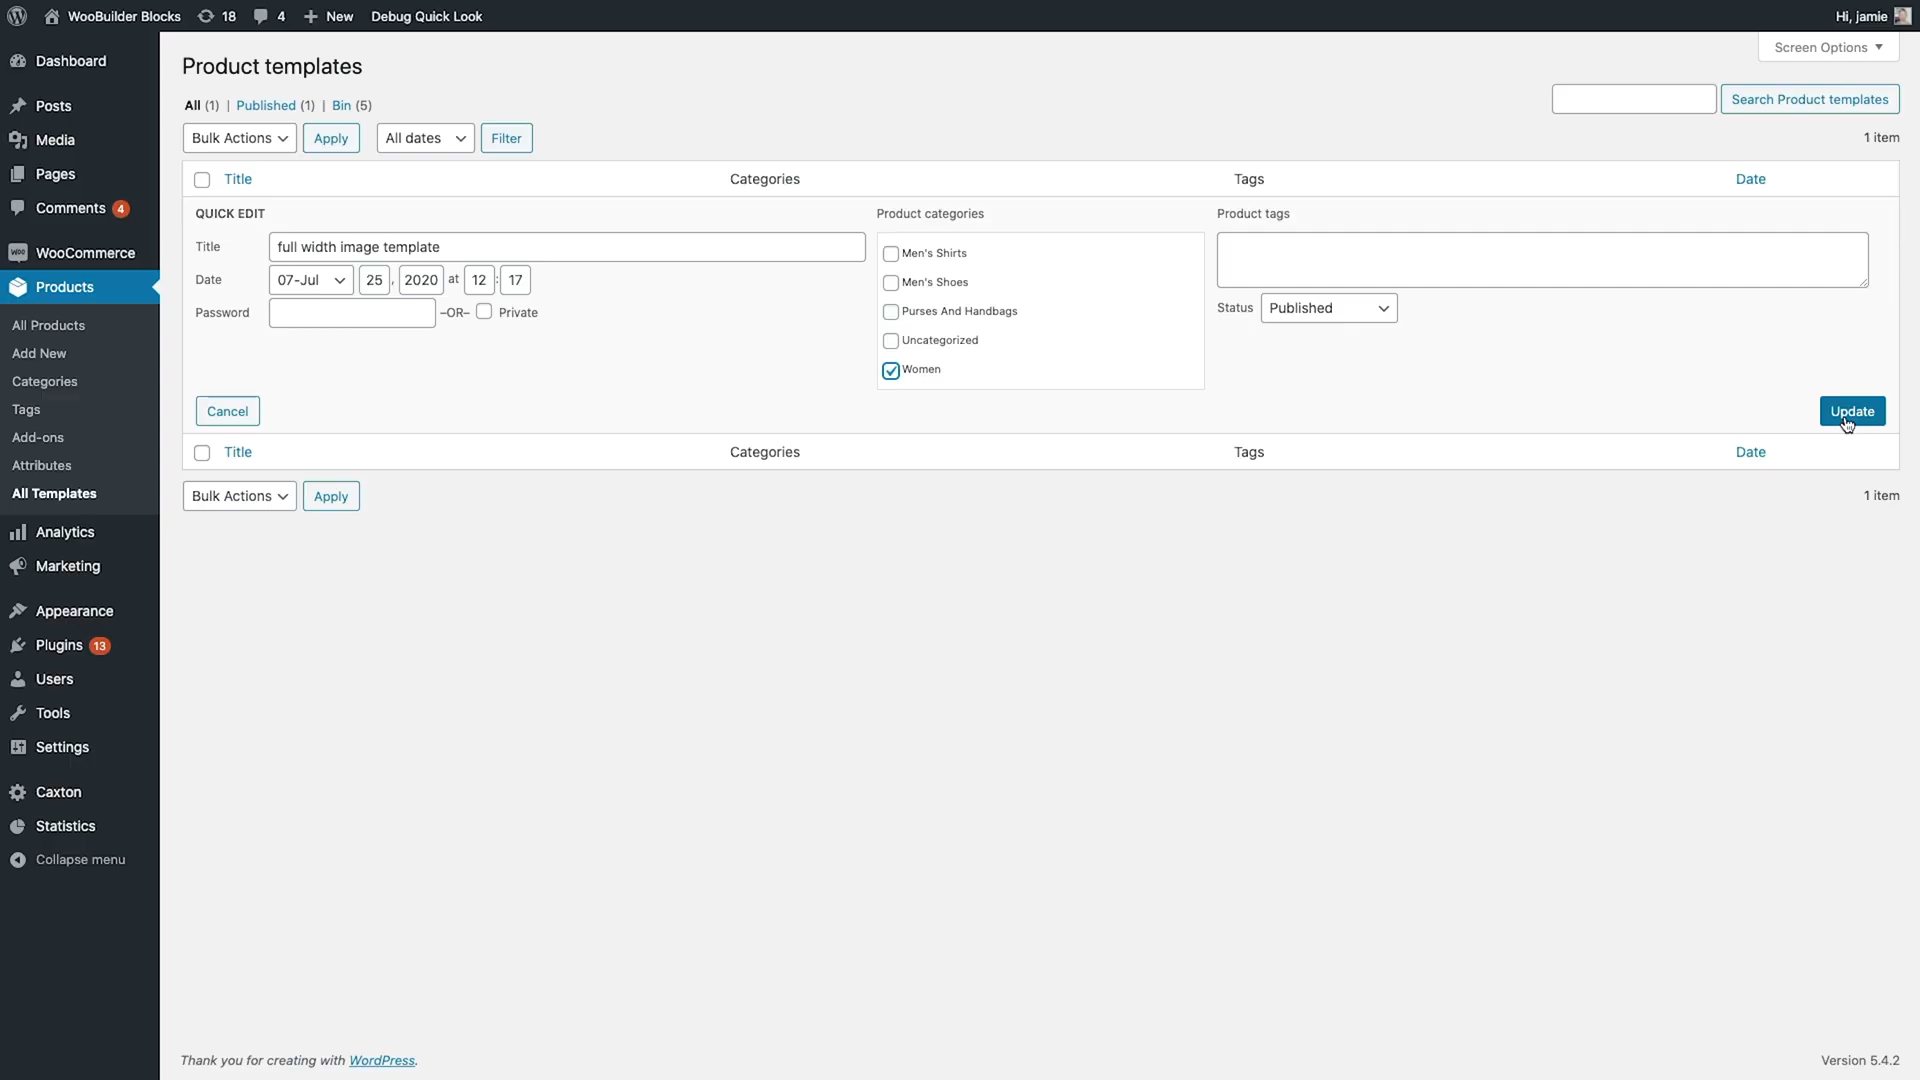 WooBuilder Blocks 18 4 New Debug Quick Look Hi, jamie
Screen Options
Dashboard
Posts
Media
Pages
Comments 4
WooCommerce
Products
All Products
Add New
Categories
Tags
Add-ons
Attributes
All Templates
Analytics
Marketing
Appearance
Plugins 13
Users
Tools
Settings
Caxton
Statistics
Collapse menu
Product templates
All (1) | Published (1) | Bin (5)
Search Product templates
Bulk Actions Apply All dates Filter 1 item
Title Categories Tags Date
QUICK EDIT
Title full width image template
Date 07-Jul 25 , 2020 at 12 : 17
Password –OR– Private
Product categories
Men's Shirts
Men's Shoes
Purses And Handbags
Uncategorized
Women
Product tags
Status Published
Cancel Update
Title Categories Tags Date
Bulk Actions Apply 1 item
Thank you for creating with WordPress. Version 5.4.2